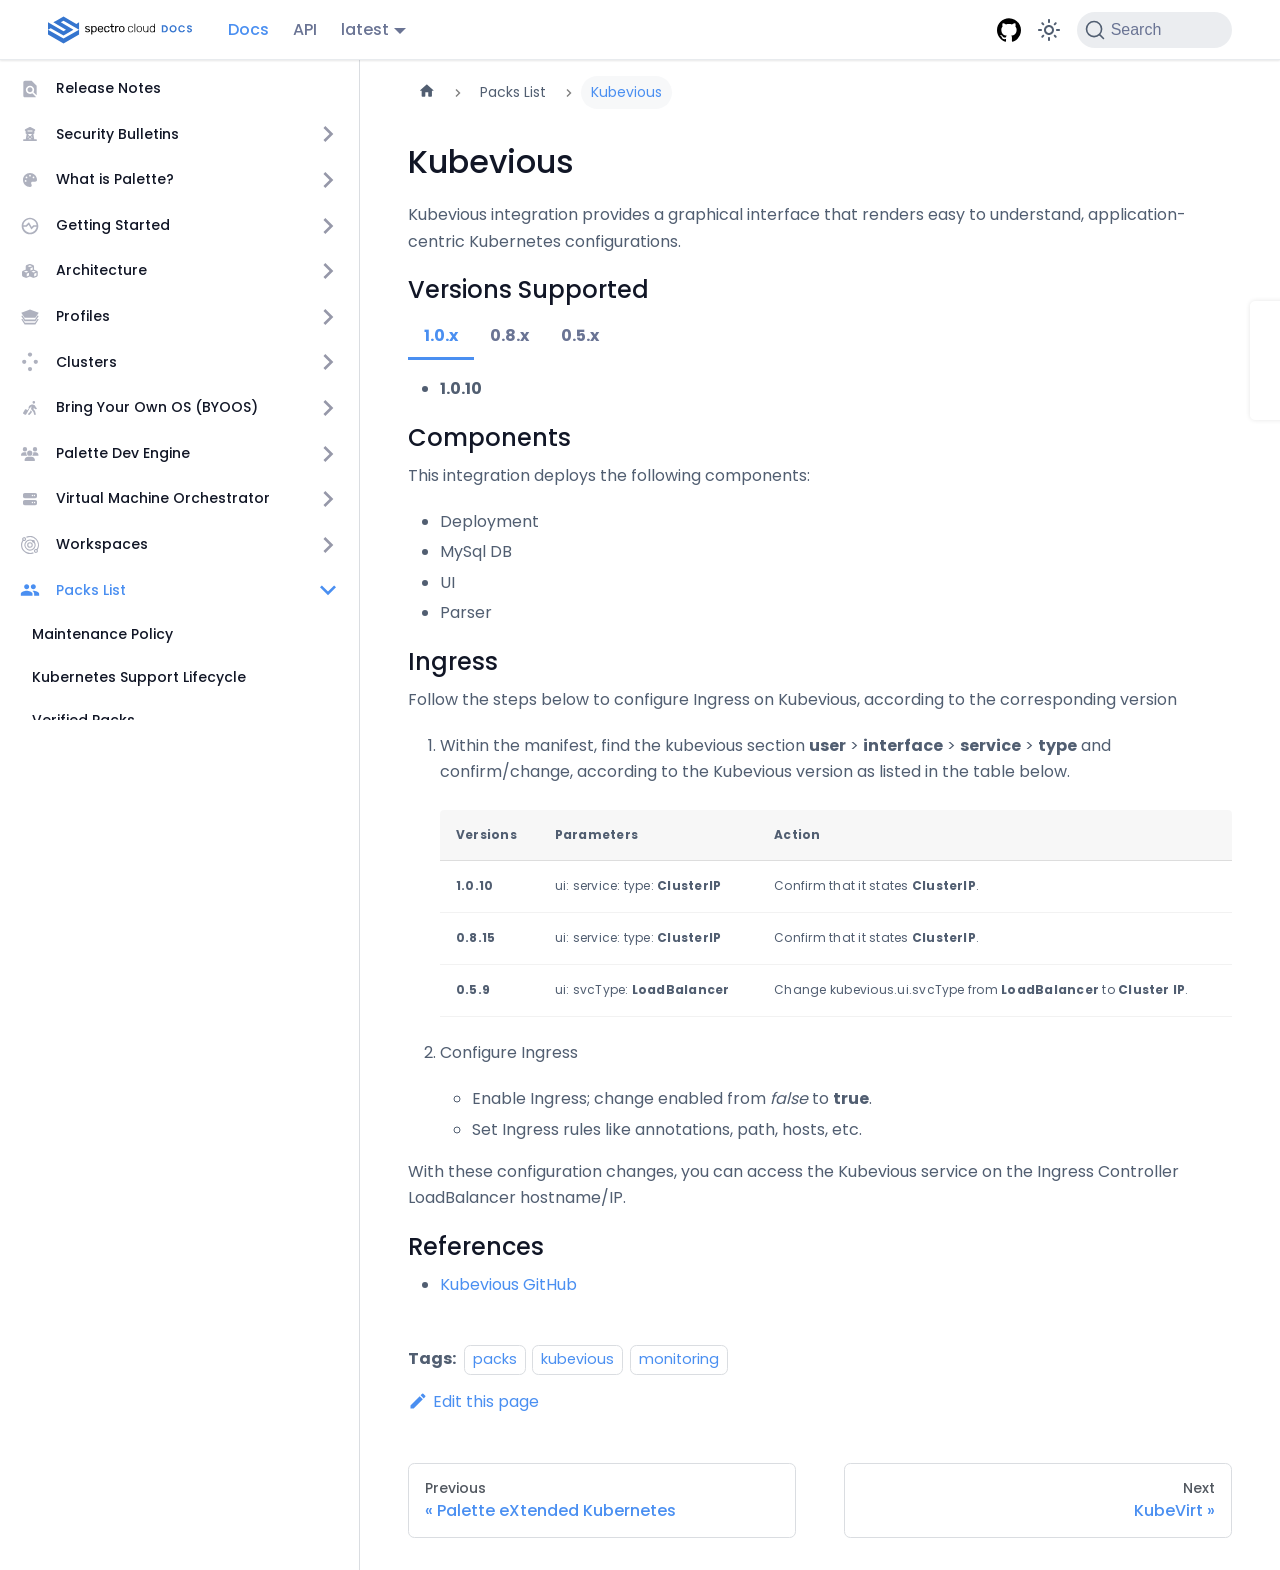 spectro cloud DOCS
Docs
API
latest
Search
Release Notes
Security Bulletins
What is Palette?
Getting Started
Architecture
Profiles
Clusters
Bring Your Own OS (BYOOS)
Palette Dev Engine
Virtual Machine Orchestrator
Workspaces
Packs List
Maintenance Policy
Kubernetes Support Lifecycle
Verified Packs
Packs List
Kubevious
Kubevious
Kubevious integration provides a graphical interface that renders easy to understand, application-
centric Kubernetes configurations.
Versions Supported
1.0.x 0.8.x 0.5.x
• 1.0.10
Components
This integration deploys the following components:
• Deployment
• MySql DB
• UI
• Parser
Ingress
Follow the steps below to configure Ingress on Kubevious, according to the corresponding version
1. Within the manifest, find the kubevious section user > interface > service > type and
confirm/change, according to the Kubevious version as listed in the table below.
Versions Parameters Action
1.0.10 ui: service: type: ClusterIP Confirm that it states ClusterIP.
0.8.15 ui: service: type: ClusterIP Confirm that it states ClusterIP.
0.5.9 ui: svcType: LoadBalancer Change kubevious.ui.svcType from LoadBalancer to Cluster IP.
2. Configure Ingress
◦ Enable Ingress; change enabled from false to true.
◦ Set Ingress rules like annotations, path, hosts, etc.
With these configuration changes, you can access the Kubevious service on the Ingress Controller
LoadBalancer hostname/IP.
References
• Kubevious GitHub
Tags: packs kubevious monitoring
Edit this page
Previous
« Palette eXtended Kubernetes
Next
KubeVirt »